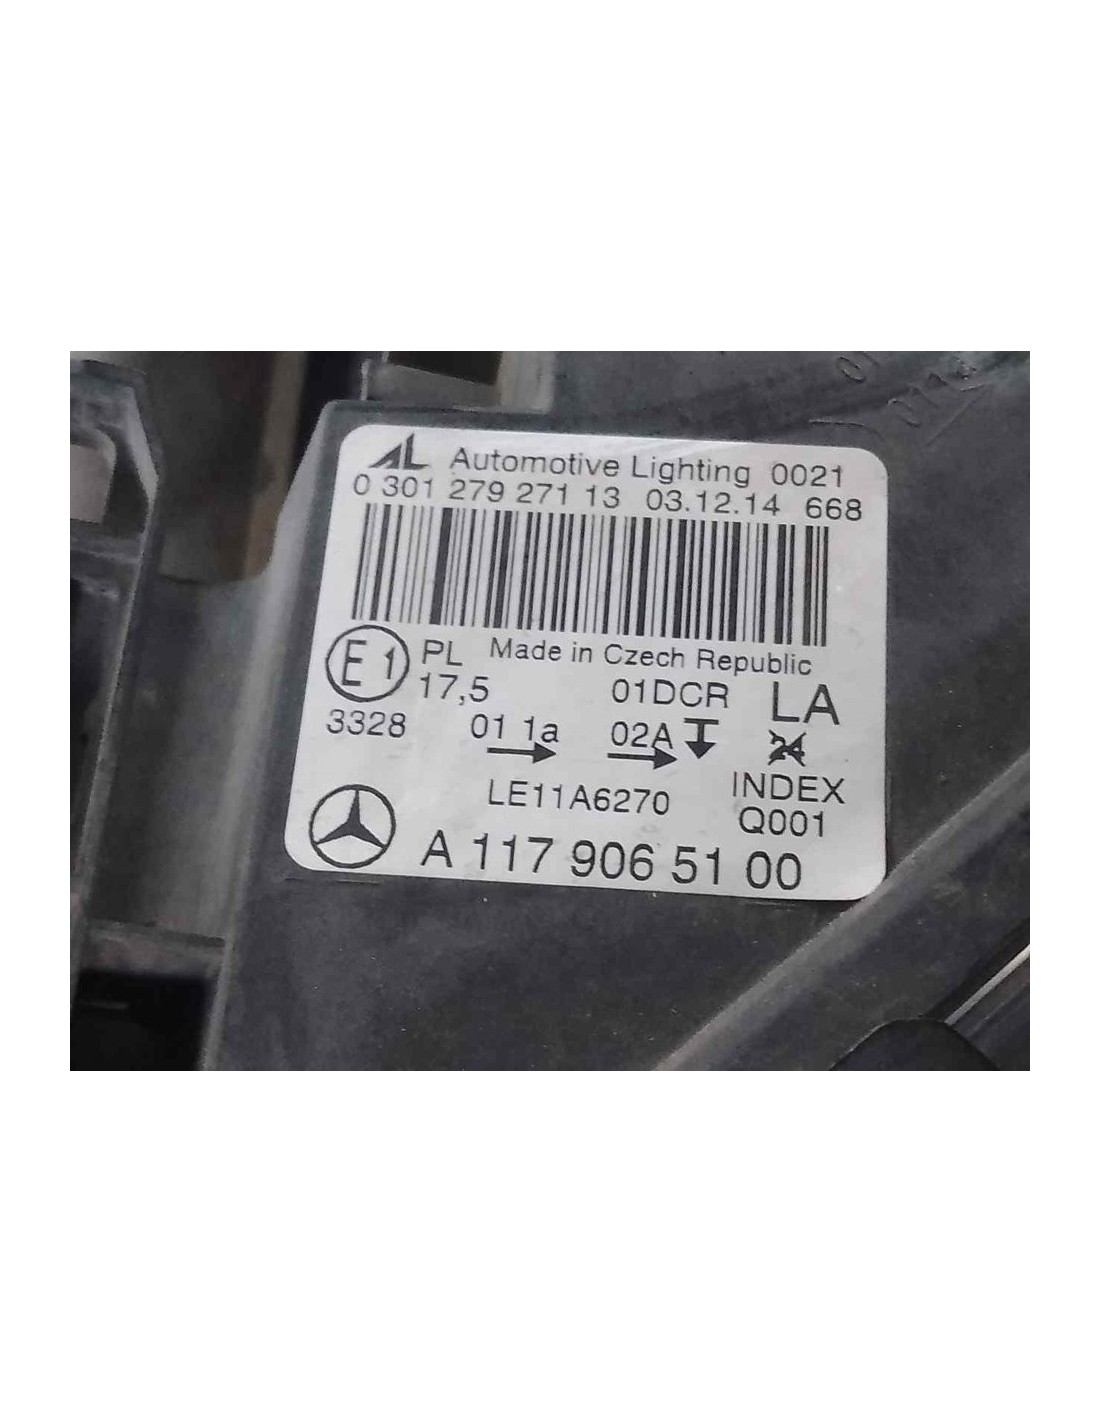 AL Automotive Lighting 0021
0 301 279 271 13 03.12.14 668
E1 PL Made in Czech Republic
17,5 01DCR LA
3328 01 1a 02A 24
LE11A6270 INDEX
Q001
A 117 906 51 00